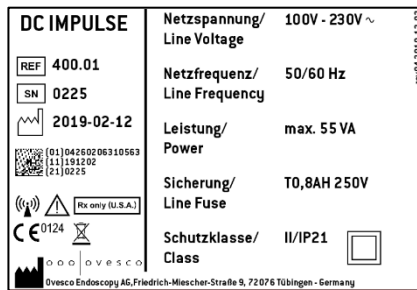 DC IMPULSE
REF 400.01
SN 0225
2019-02-12
(01)04260206310563
(11)191202
(21)0225
Rx only (U.S.A.)
CE 0124
ovesco
Netzspannung/ 100V - 230V ~
Line Voltage
Netzfrequenz/ 50/60 Hz
Line Frequency
Leistung/ max. 55 VA
Power
Sicherung/ T0,8AH 250V
Line Fuse
Schutzklasse/ II/IP21
Class
Ovesco Endoscopy AG,Friedrich-Miescher-Straße 9, 72076 Tübingen - Germany